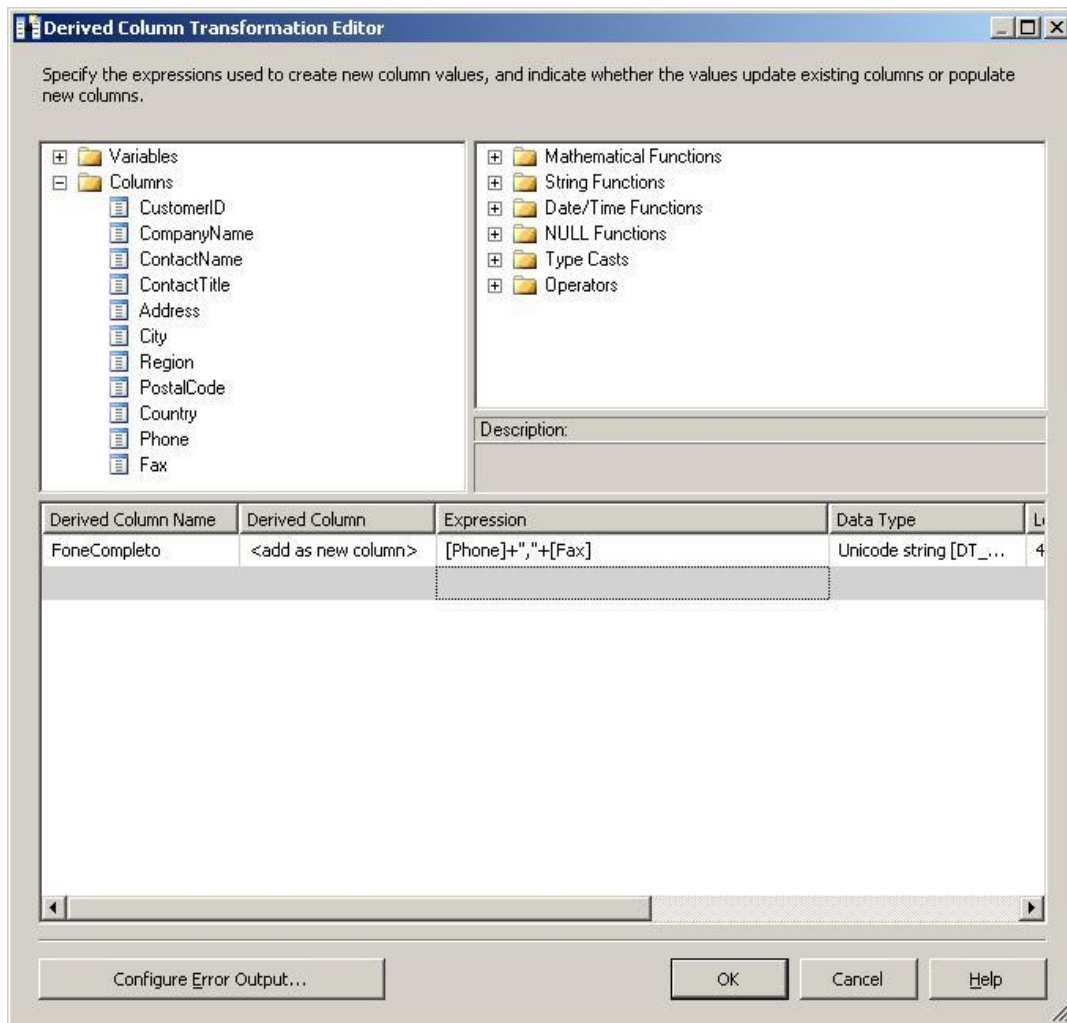 Derived Column Transformation Editor
Specify the expressions used to create new column values, and indicate whether the values update existing columns or populate
new columns.
Variables
Columns
CustomerID
CompanyName
ContactName
ContactTitle
Address
City
Region
PostalCode
Country
Phone
Fax
Mathematical Functions
String Functions
Date/Time Functions
NULL Functions
Type Casts
Operators
Description:
Derived Column Name Derived Column Expression Data Type
FoneCompleto <add as new column> [Phone]+","+[Fax] Unicode string [DT_... 4
Configure Error Output... OK Cancel Help